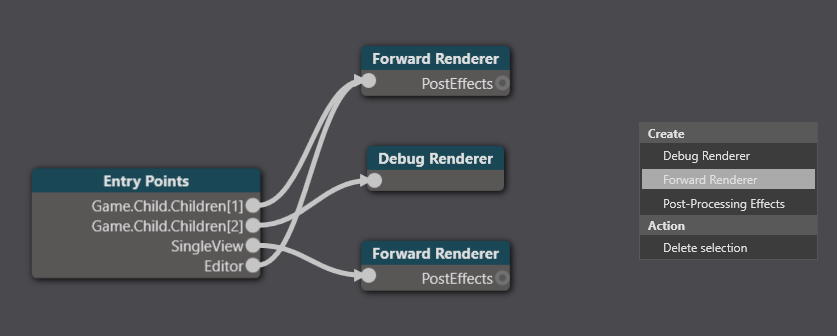 Forward Renderer
PostEffects
Debug Renderer
Entry Points
Game.Child.Children[1]
Game.Child.Children[2]
SingleView
Editor
Forward Renderer
PostEffects
Create
Debug Renderer
Forward Renderer
Post-Processing Effects
Action
Delete selection